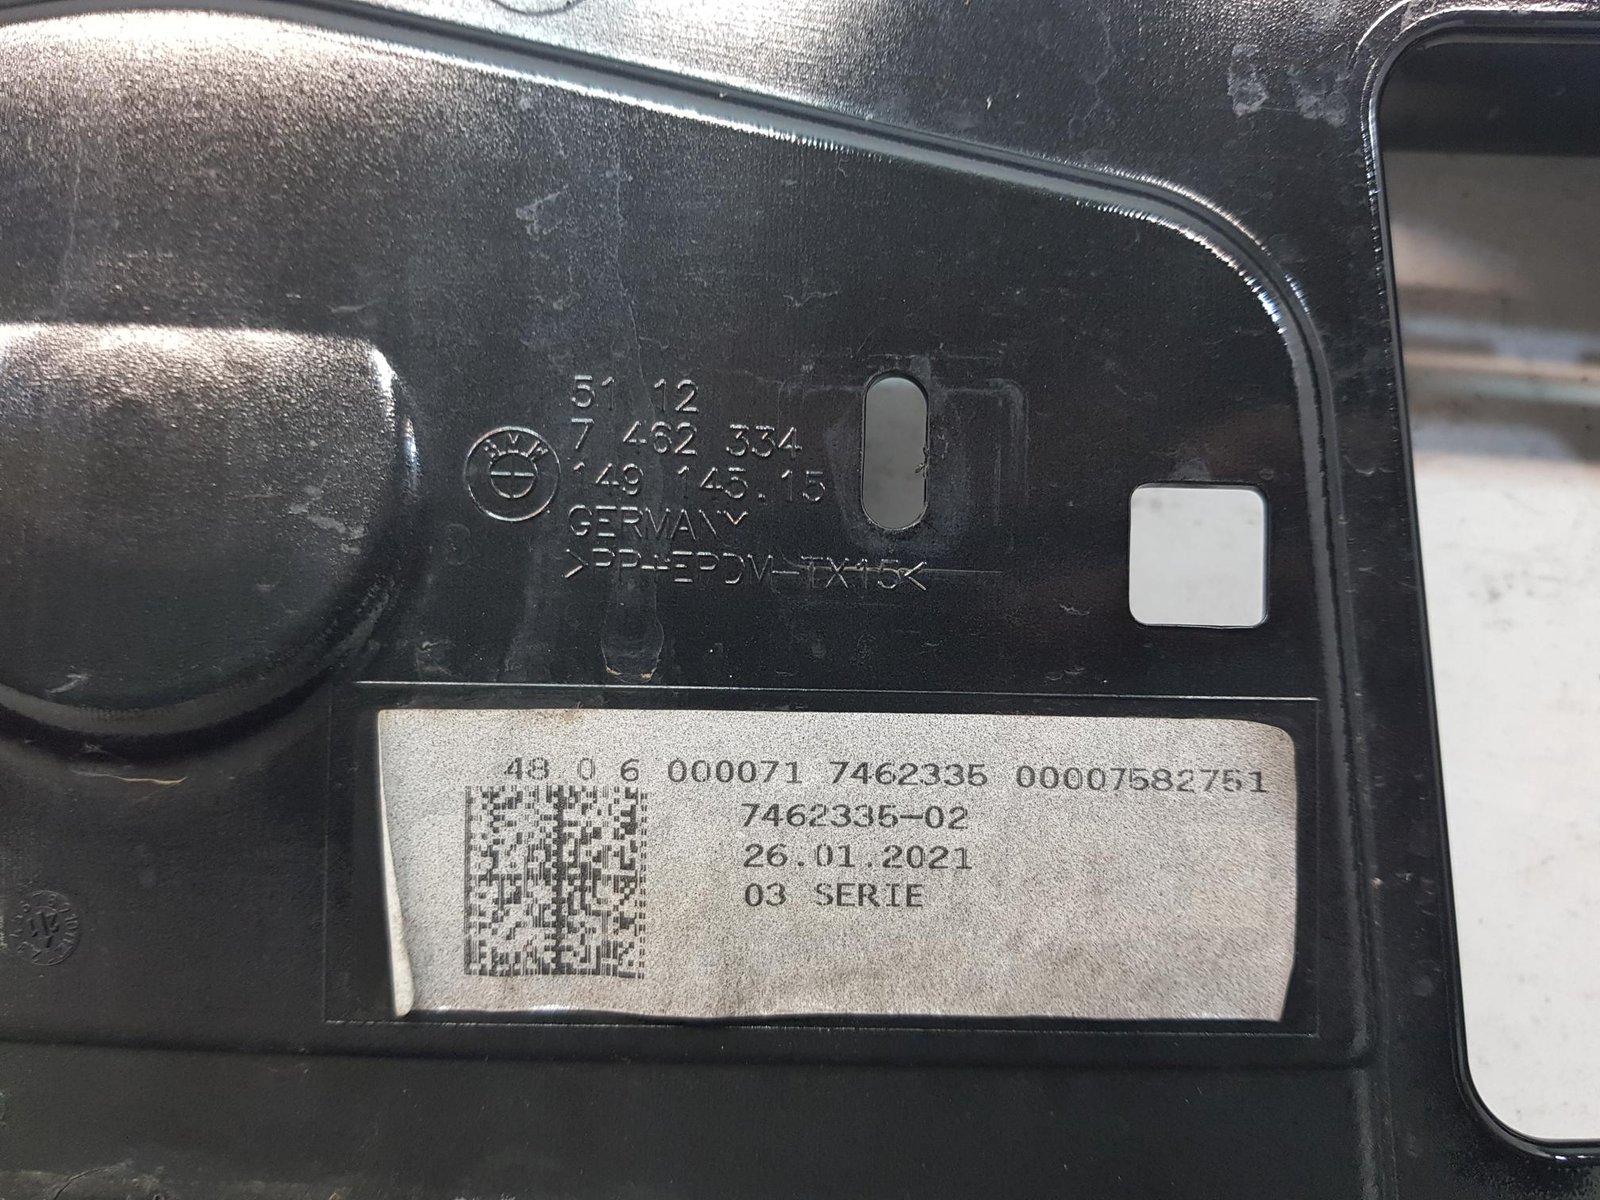 51 12
7 462 334
149 145.15
GERMANY
BMW
>PP+EPDM-TX15<
48 0 6 000071 7462335 00007582751
7462335-02
26.01.2021
03 SERIE